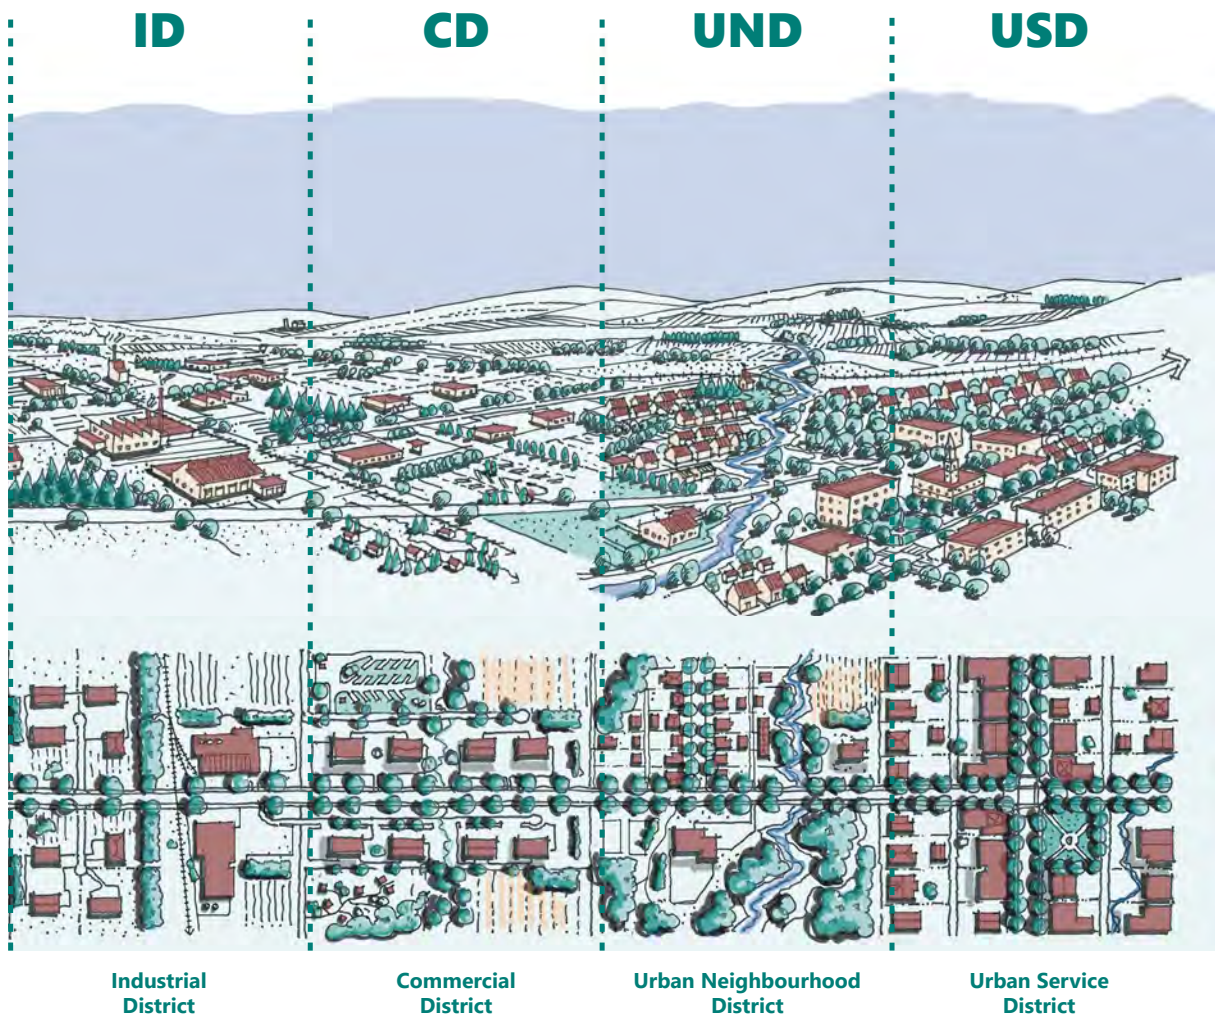 ID
CD
UND
USD
Industrial
District
Commercial
District
Urban Neighbourhood
District
Urban Service
District